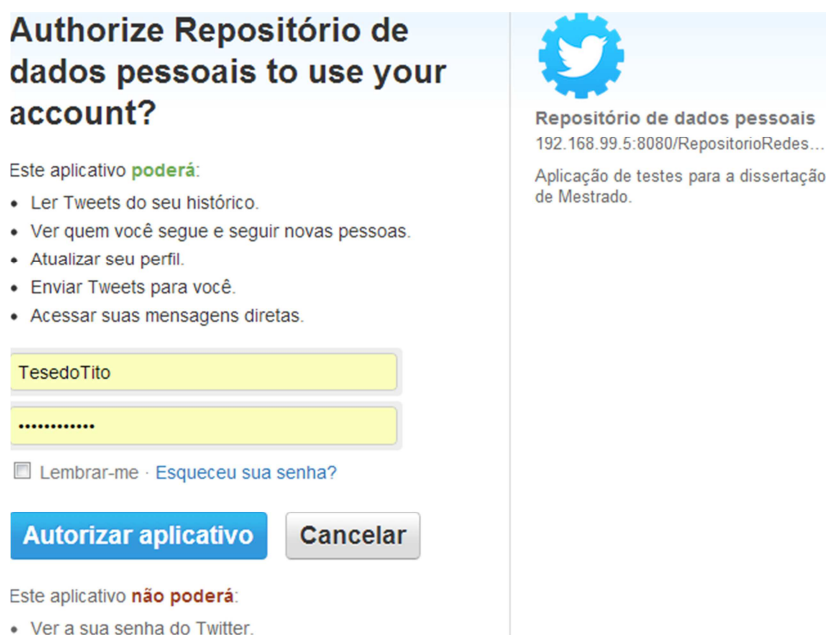 Authorize Repositório de
dados pessoais to use your
account?
Este aplicativo poderá:
• Ler Tweets do seu histórico.
• Ver quem você segue e seguir novas pessoas.
• Atualizar seu perfil.
• Enviar Tweets para você.
• Acessar suas mensagens diretas.
TesedoTito
••••••••••••
Lembrar-me · Esqueceu sua senha?
Autorizar aplicativo Cancelar
Este aplicativo não poderá:
• Ver a sua senha do Twitter.
Repositório de dados pessoais
192.168.99.5:8080/RepositorioRedes...
Aplicação de testes para a dissertação
de Mestrado.